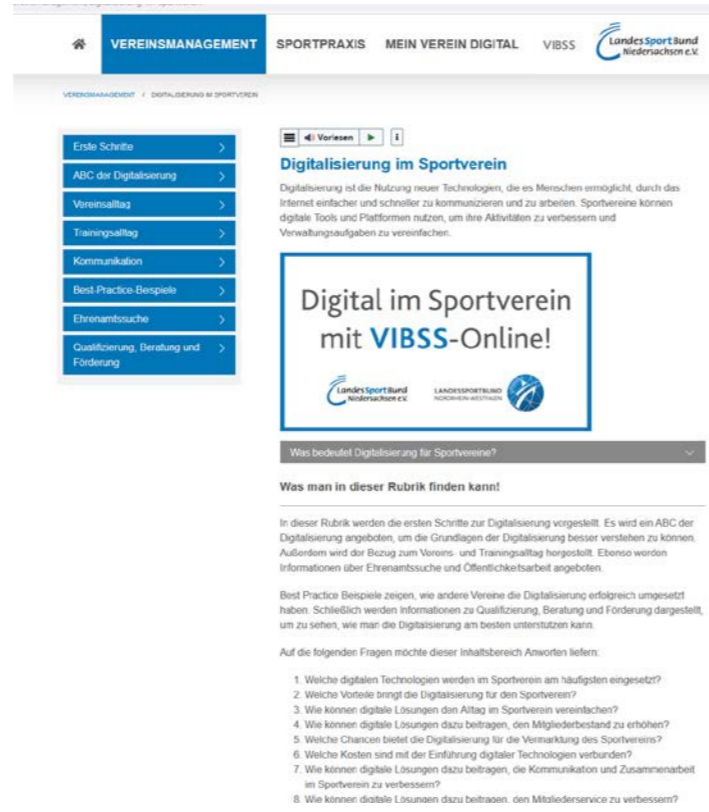 VEREINSMANAGEMENT SPORTPRAXIS MEIN VEREIN DIGITAL VIBSS
LandesSportBund
Niedersachsen e.V.
VEREINSMANAGEMENT / DIGITALISIERUNG IM SPORTVEREIN
Erste Schritte
ABC der Digitalisierung
Vereinsalltag
Trainingsalltag
Kommunikation
Best-Practice-Beispiele
Ehrenamtssuche
Qualifizierung, Beratung und
Förderung
Vorlesen
Digitalisierung im Sportverein
Digitalisierung ist die Nutzung neuer Technologien, die es Menschen ermöglicht, durch das
Internet einfacher und schneller zu kommunizieren und zu arbeiten. Sportvereine können
digitale Tools und Plattformen nutzen, um ihre Aktivitäten zu verbessern und
Verwaltungsaufgaben zu vereinfachen.
Digital im Sportverein
mit VIBSS-Online!
LandesSportBund
Niedersachsen e.V.
LANDESSPORTBUND
NORDRHEIN-WESTFALEN
Was bedeutet Digitalisierung für Sportvereine?
Was man in dieser Rubrik finden kann!
In dieser Rubrik werden die ersten Schritte zur Digitalisierung vorgestellt. Es wird ein ABC der
Digitalisierung angeboten, um die Grundlagen der Digitalisierung besser verstehen zu können.
Außerdem wird der Bezug zum Vereins- und Trainingsalltag hergestellt. Ebenso werden
Informationen über Ehrenamtssuche und Öffentlichkeitsarbeit angeboten.
Best Practice Beispiele zeigen, wie andere Vereine die Digitalisierung erfolgreich umgesetzt
haben. Schließlich werden Informationen zu Qualifizierung, Beratung und Förderung dargestellt,
um zu sehen, wie man die Digitalisierung am besten unterstützen kann.
Auf die folgenden Fragen möchte dieser Inhaltsbereich Anworten liefern:
1. Welche digitalen Technologien werden im Sportverein am häufigsten eingesetzt?
2. Welche Vorteile bringt die Digitalisierung für den Sportverein?
3. Wie können digitale Lösungen den Alltag im Sportverein vereinfachen?
4. Wie können digitale Lösungen dazu beitragen, den Mitgliederbestand zu erhöhen?
5. Welche Chancen bietet die Digitalisierung für die Vermarktung des Sportvereins?
6. Welche Kosten sind mit der Einführung digitaler Technologien verbunden?
7. Wie können digitale Lösungen dazu beitragen, die Kommunikation und Zusammenarbeit
im Sportverein zu verbessern?
8. Wie können digitale Lösungen dazu beitragen, den Mitgliederservice zu verbessern?